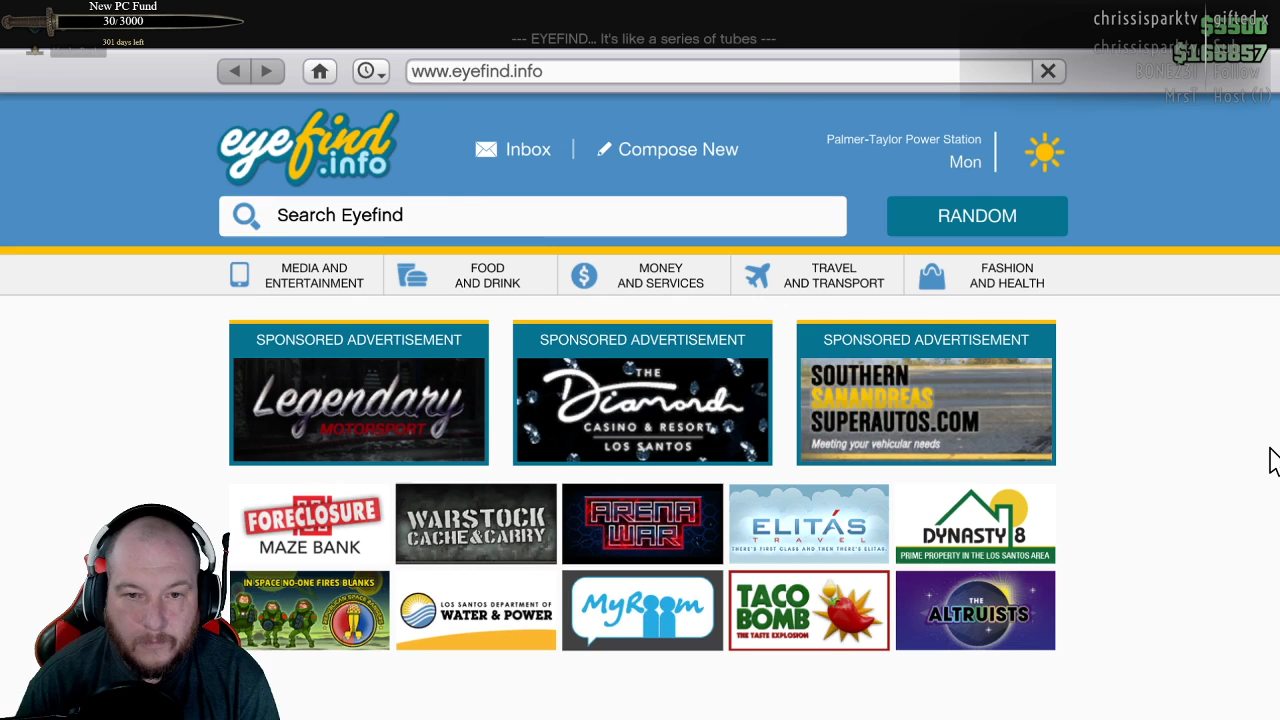 New PC Fund
30/3000
301 days left
--- EYEFIND... It's like a series of tubes ---
chrissisparktv | gifted x
$5500
$166857
BONEZ31 Follow
MrsT Host (1)
www.eyefind.info
eyefind
.info
Inbox
Compose New
Palmer-Taylor Power Station
Mon
Search Eyefind
RANDOM
MEDIA AND
ENTERTAINMENT
FOOD
AND DRINK
MONEY
AND SERVICES
TRAVEL
AND TRANSPORT
FASHION
AND HEALTH
SPONSORED ADVERTISEMENT
Legendary
MOTORSPORT
SPONSORED ADVERTISEMENT
THE
Diamond
CASINO & RESORT
LOS SANTOS
SPONSORED ADVERTISEMENT
SOUTHERN
SANANDREAS
SUPERAUTOS.COM
Meeting your vehicular needs
FORECLOSURE
MAZE BANK
WARSTOCK
CACHE&CARRY
ARENA
WAR
ELITÁS
TRAVEL
THERE'S FIRST CLASS AND THEN THERE'S ELITÁS.
DYNASTY 8
PRIME PROPERTY IN THE LOS SANTOS AREA
IN SPACE NO-ONE FIRES BLANKS
REPUBLICAN SPACE RANGERS
LOS SANTOS DEPARTMENT OF
WATER & POWER
MyRoom
TACO
BOMB
THE TASTE EXPLOSION
THE
ALTRUISTS